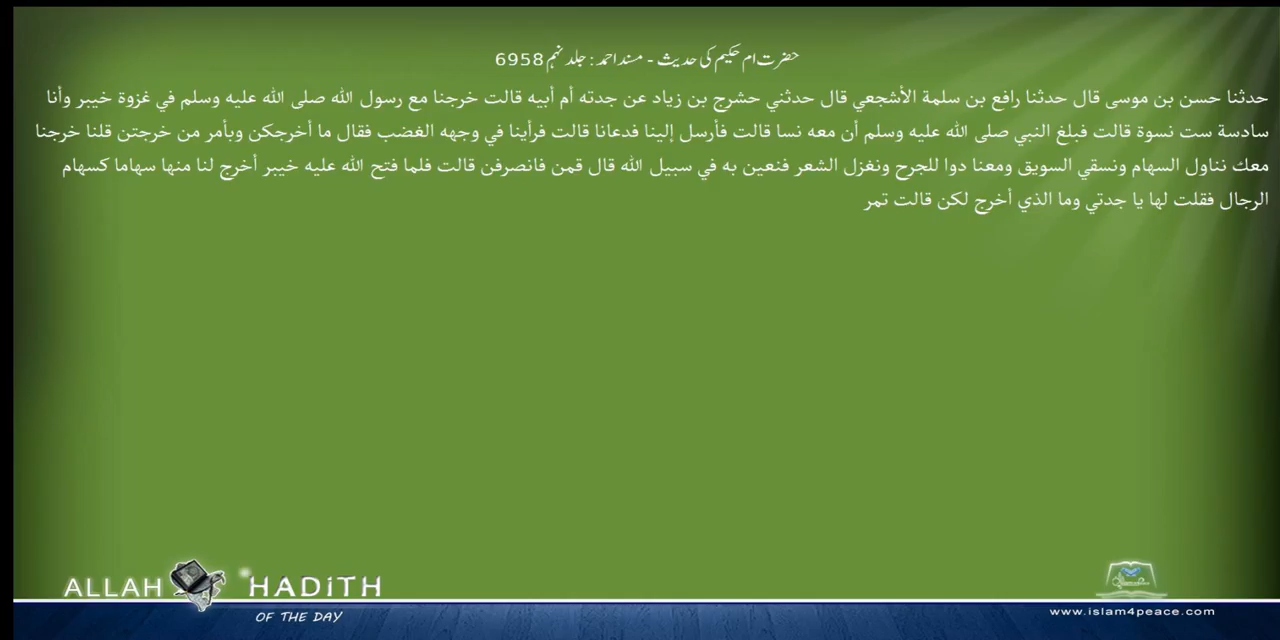 حضرت ام حکیم کی حدیث - مسند احمد : جلد نہم 6958
حدثنا حسن بن موسى قال حدثنا رافع بن سلمة الأشجعي قال حدثني حشرج بن زياد عن جدته أم أبيه قالت خرجنا مع رسول الله صلى الله عليه وسلم في غزوة خيبر وأنا
سادسة ست نسوة قالت فبلغ النبي صلى الله عليه وسلم أن معه نسا قالت فأرسل إلينا فدعانا قالت فرأينا في وجهه الغضب فقال ما أخرجكن وبأمر من خرجتن قلنا خرجنا
معك نناول السهام ونسقي السويق ومعنا دوا للجرح ونغزل الشعر فنعين به في سبيل الله قال قمن فانصرفن قالت فلما فتح الله عليه خيبر أخرج لنا منها سهاما كسهام
الرجال فقلت لها يا جدتي وما الذي أخرج لكن قالت تمر
ALLAH HADITH
OF THE DAY
www.islam4peace.com